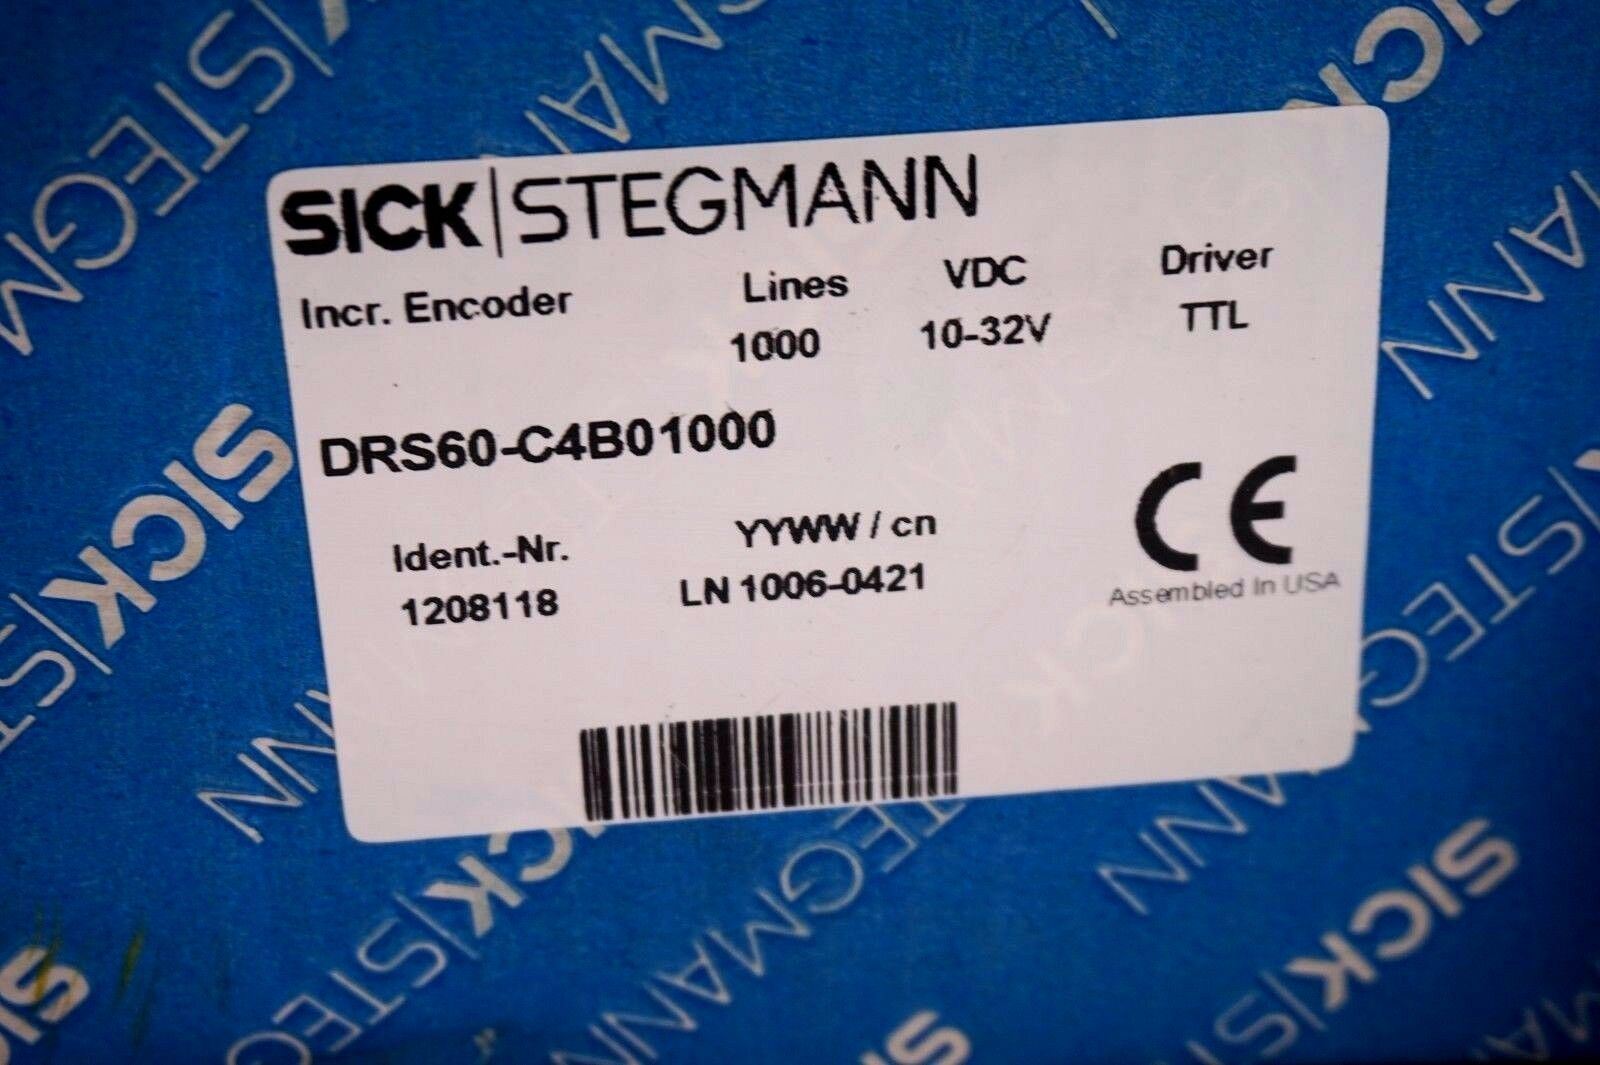 SICK|STEGMANN
Incr. Encoder Lines VDC Driver
1000 10-32V TTL
DRS60-C4B01000
Ident.-Nr. YYWW / cn
1208118 LN 1006-0421
CE
Assembled In USA